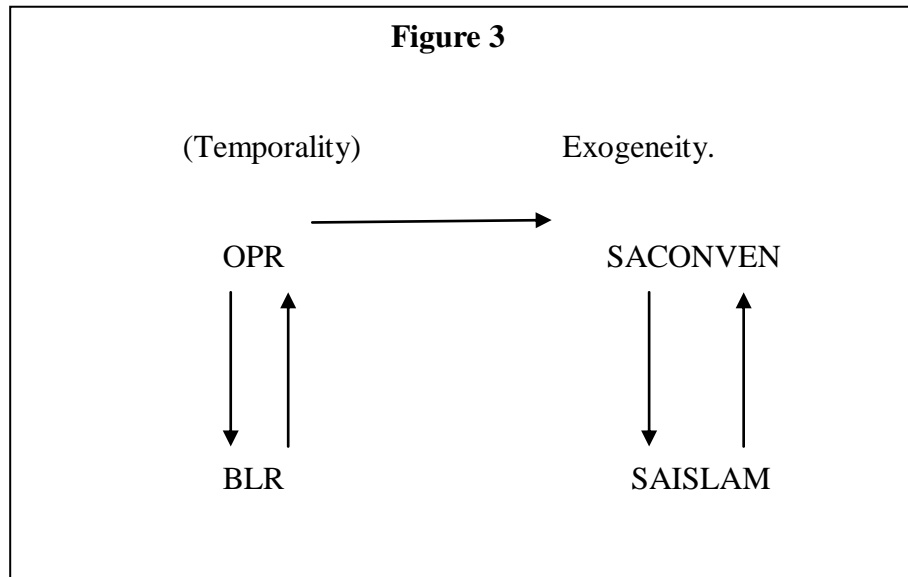 Figure 3
(Temporality) Exogeneity.
OPR SACONVEN
BLR SAISLAM